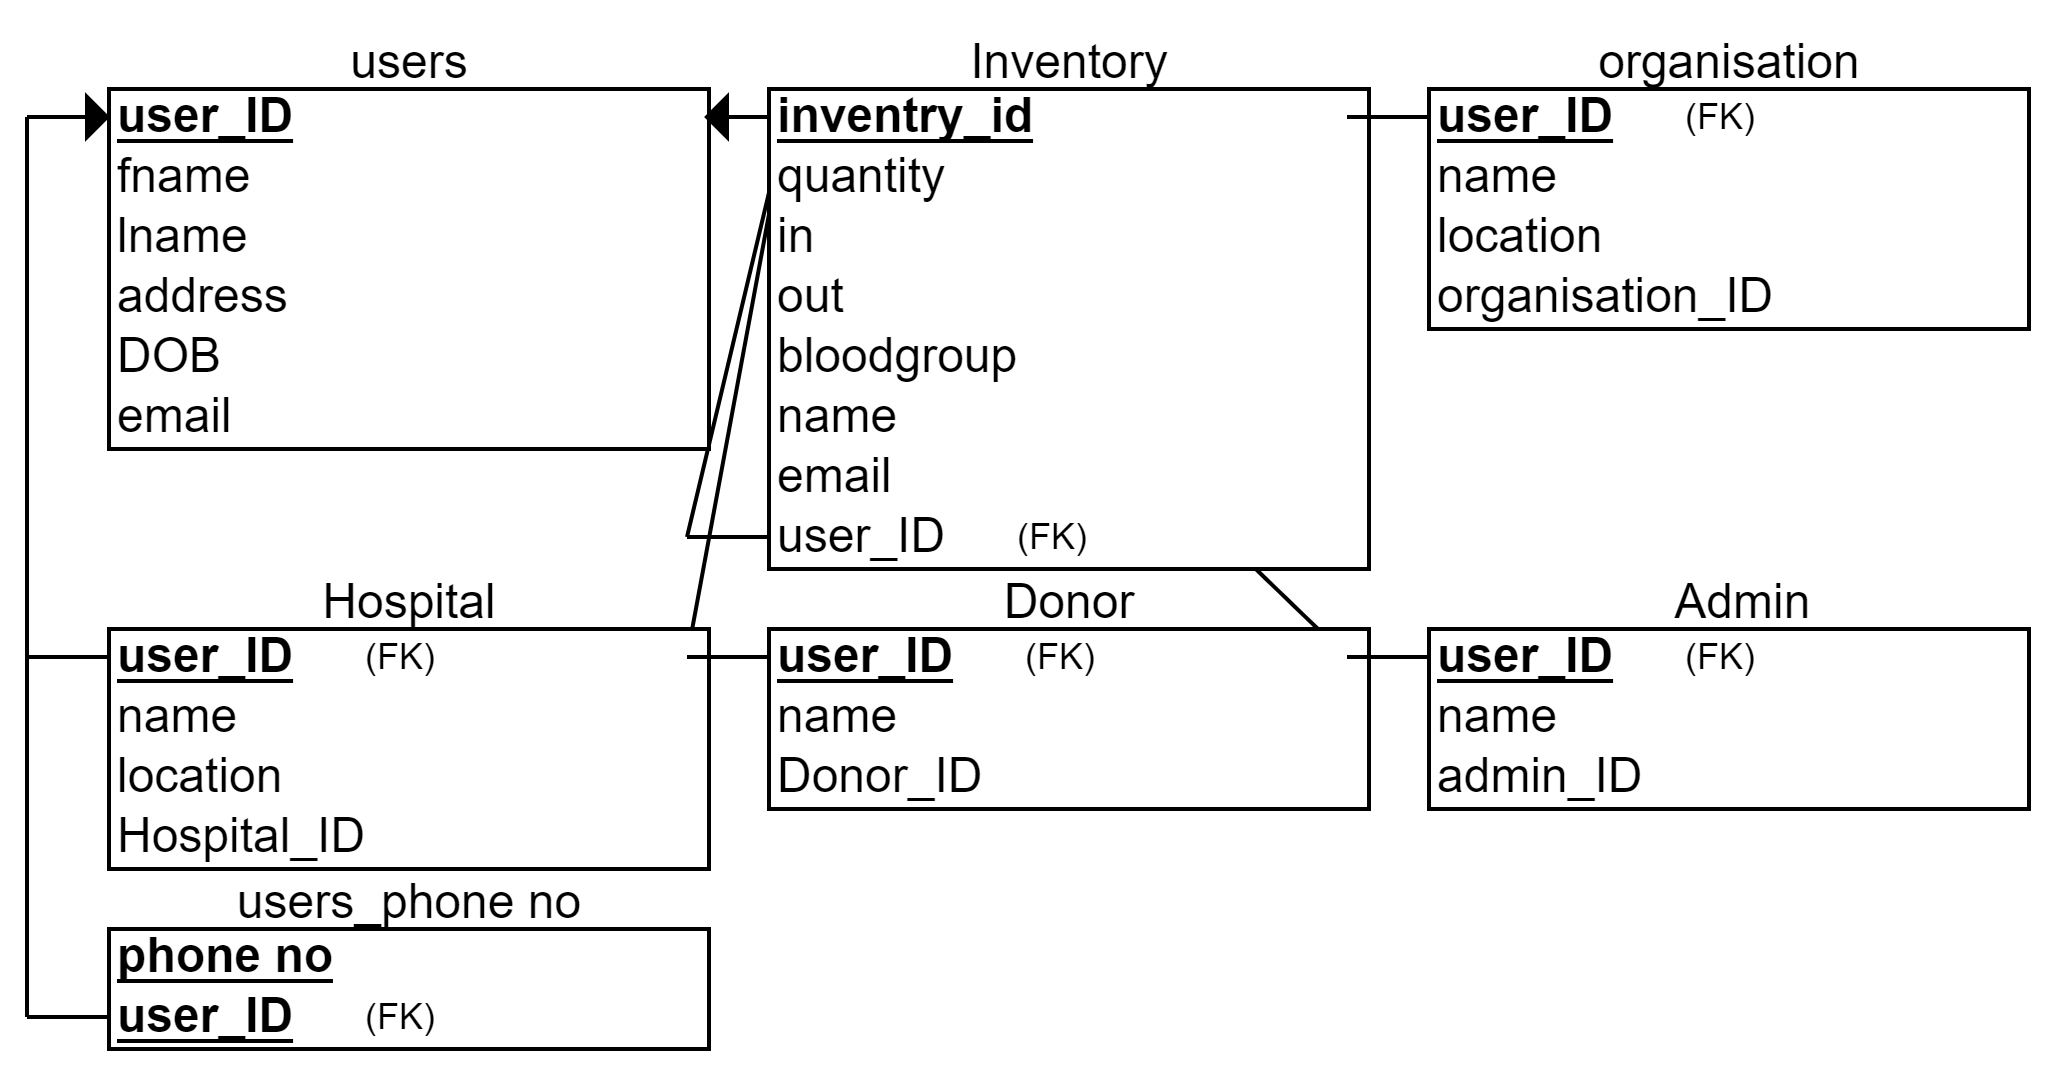 users
user_ID
fname
lname
address
DOB
email
Inventory
inventry_id
quantity
in
out
bloodgroup
name
email
user_ID (FK)
organisation
user_ID (FK)
name
location
organisation_ID
Hospital
user_ID (FK)
name
location
Hospital_ID
Donor
user_ID (FK)
name
Donor_ID
Admin
user_ID (FK)
name
admin_ID
users_phone no
phone no
user_ID (FK)